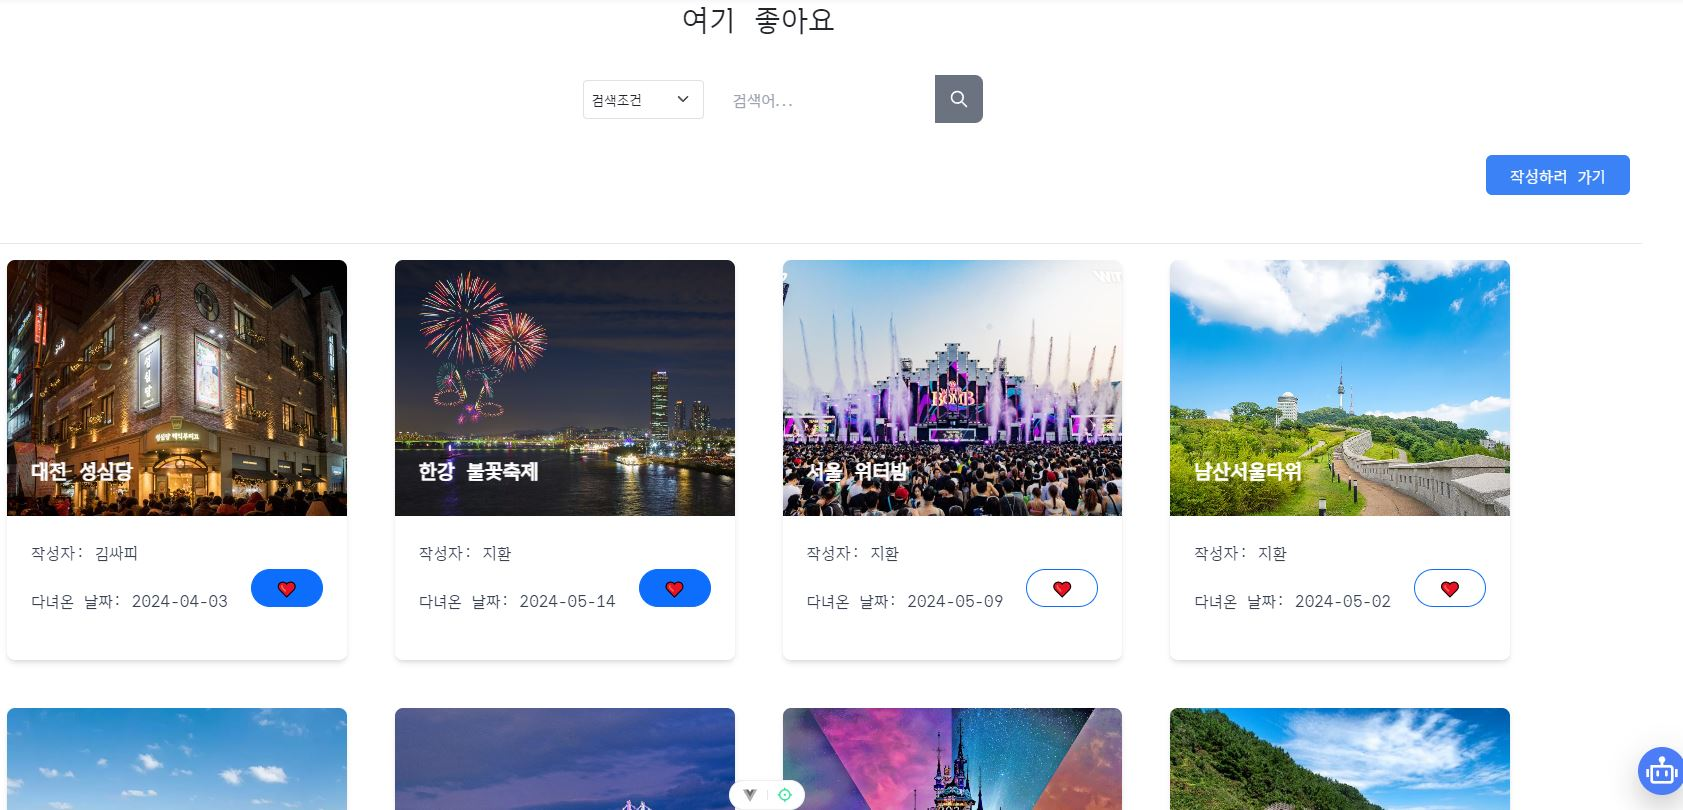 여기 좋아요
검색조건
검색어...
작성하러 가기
성심당
대전 성심당
한강 불꽃축제
BOMB
서울 워터밤
남산서울타워
작성자: 김싸피
다녀온 날짜: 2024-04-03
작성자: 지환
다녀온 날짜: 2024-05-14
작성자: 지환
다녀온 날짜: 2024-05-09
작성자: 지환
다녀온 날짜: 2024-05-02